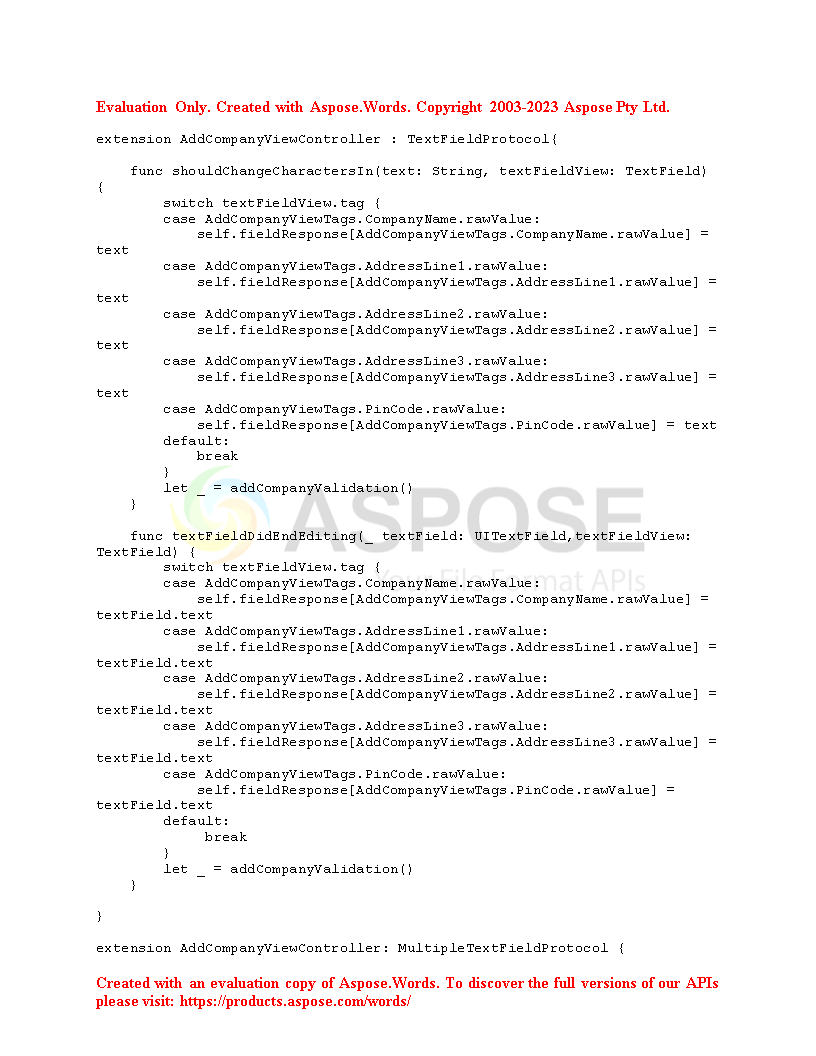 Evaluation Only. Created with Aspose.Words. Copyright 2003-2023 Aspose Pty Ltd.
extension AddCompanyViewController : TextFieldProtocol{
    func shouldChangeCharactersIn(text: String, textFieldView: TextField)
{
        switch textFieldView.tag {
        case AddCompanyViewTags.CompanyName.rawValue:
            self.fieldResponse[AddCompanyViewTags.CompanyName.rawValue] =
text
        case AddCompanyViewTags.AddressLine1.rawValue:
            self.fieldResponse[AddCompanyViewTags.AddressLine1.rawValue] =
text
        case AddCompanyViewTags.AddressLine2.rawValue:
            self.fieldResponse[AddCompanyViewTags.AddressLine2.rawValue] =
text
        case AddCompanyViewTags.AddressLine3.rawValue:
            self.fieldResponse[AddCompanyViewTags.AddressLine3.rawValue] =
text
        case AddCompanyViewTags.PinCode.rawValue:
            self.fieldResponse[AddCompanyViewTags.PinCode.rawValue] = text
        default:
            break
        }
        let _ = addCompanyValidation()
    }
ASPOSE
    func textFieldDidEndEditing(_ textField: UITextField,textFieldView:
TextField) {
        switch textFieldView.tag {
Your File Format APIs
        case AddCompanyViewTags.CompanyName.rawValue:
            self.fieldResponse[AddCompanyViewTags.CompanyName.rawValue] =
textField.text
        case AddCompanyViewTags.AddressLine1.rawValue:
            self.fieldResponse[AddCompanyViewTags.AddressLine1.rawValue] =
textField.text
        case AddCompanyViewTags.AddressLine2.rawValue:
            self.fieldResponse[AddCompanyViewTags.AddressLine2.rawValue] =
textField.text
        case AddCompanyViewTags.AddressLine3.rawValue:
            self.fieldResponse[AddCompanyViewTags.AddressLine3.rawValue] =
textField.text
        case AddCompanyViewTags.PinCode.rawValue:
            self.fieldResponse[AddCompanyViewTags.PinCode.rawValue] =
textField.text
        default:
             break
        }
        let _ = addCompanyValidation()
    }
}
extension AddCompanyViewController: MultipleTextFieldProtocol {
Created with an evaluation copy of Aspose.Words. To discover the full versions of our APIs
please visit: https://products.aspose.com/words/